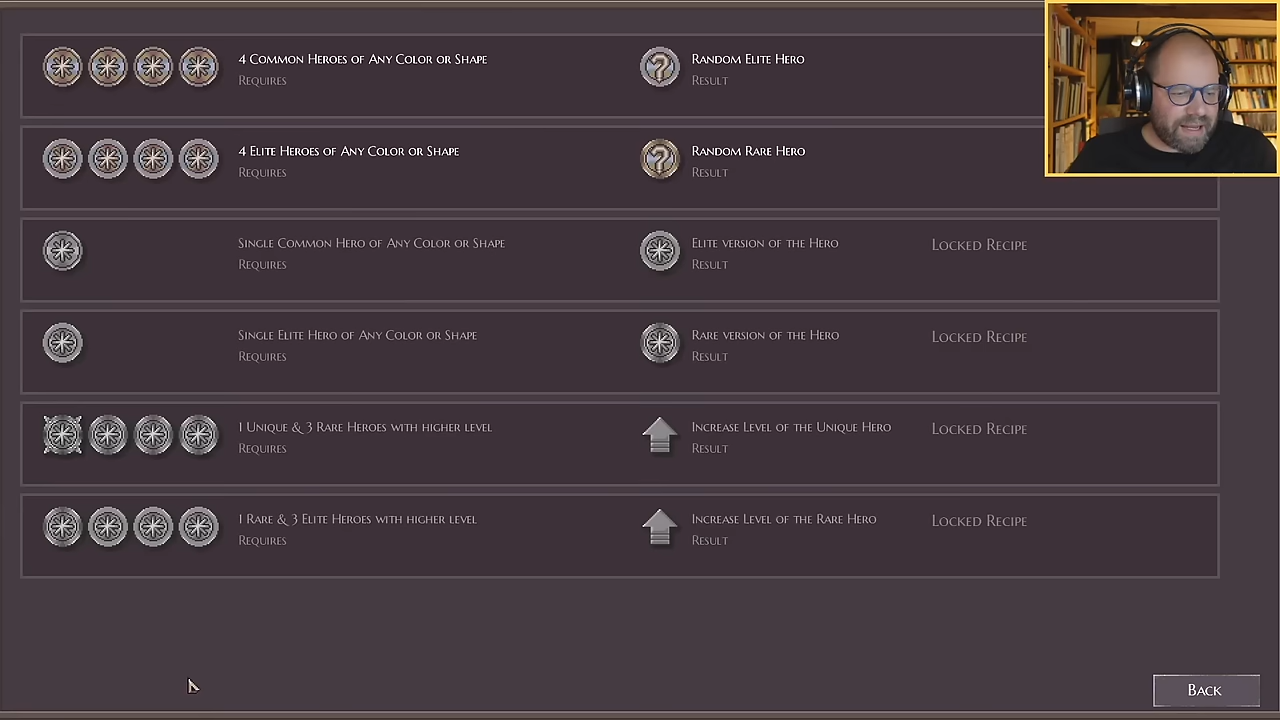 4 Common Heroes of Any Color or Shape
Requires
Random Elite Hero
Result
4 Elite Heroes of Any Color or Shape
Requires
Random Rare Hero
Result
Single Common Hero of Any Color or Shape
Requires
Elite version of the Hero
Result
Locked Recipe
Single Elite Hero of Any Color or Shape
Requires
Rare version of the Hero
Result
Locked Recipe
1 Unique & 3 Rare Heroes with higher level
Requires
Increase Level of the Unique Hero
Result
Locked Recipe
1 Rare & 3 Elite Heroes with higher level
Requires
Increase Level of the Rare Hero
Result
Locked Recipe
Back